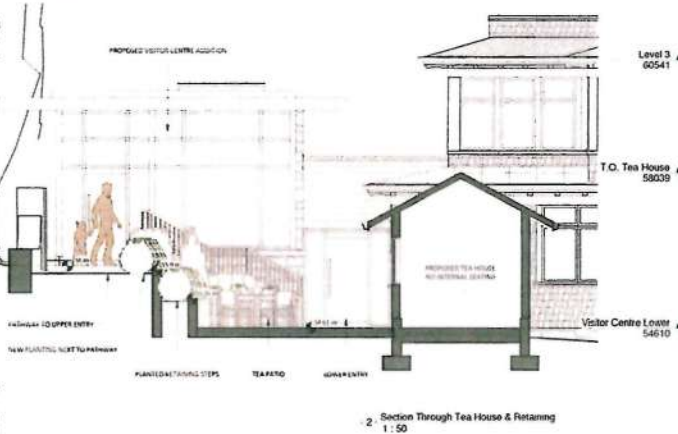 PROPOSED VISITOR CENTRE ADDITION
Level 3
60541
T.O. Tea House
58039
PROPOSED TEA HOUSE
NO INTERNAL SEATING
Visitor Centre Lower
54610
PATHWAY TO UPPER ENTRY
NEW PLANTING NEXT TO PATHWAY
PLANTED RETAINING STEPS
TEA PATIO
LOWER ENTRY
2
Section Through Tea House & Retaining
1 : 50